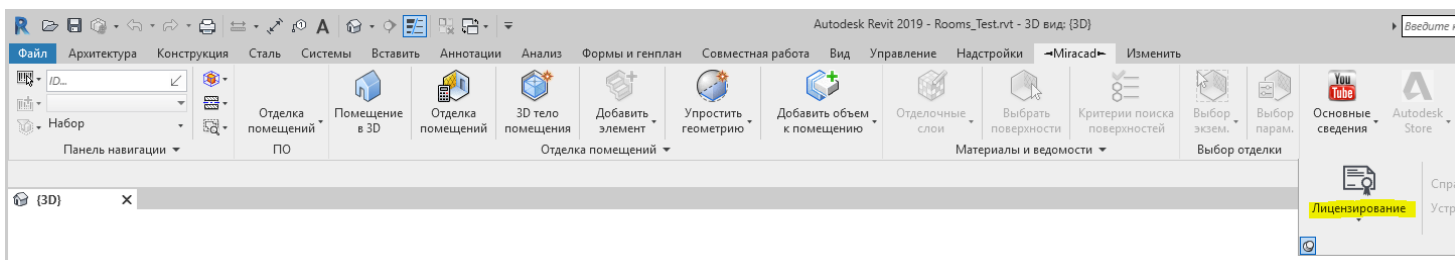 R A Autodesk Revit 2019 - Rooms_Test.rvt - 3D вид: {3D} Введите к
Файл Архитектура Конструкция Сталь Системы Вставить Аннотации Анализ Формы и генплан Совместная работа Вид Управление Надстройки Miracad Изменить
ID...
Набор
Отделка
помещений
Помещение
в 3D
Отделка
помещений
3D тело
помещения
Добавить
элемент
Упростить
геометрию
Добавить объем
к помещению
Отделочные
слои
Выбрать
поверхности
Критерии поиска
поверхностей
Выбор
экзем.
Выбор
парам.
You
Tube
Основные
сведения
Autodesk
Store
Панель навигации ПО Отделка помещений Материалы и ведомости Выбор отделки
Лицензирование
Спра
Устр
{3D} X